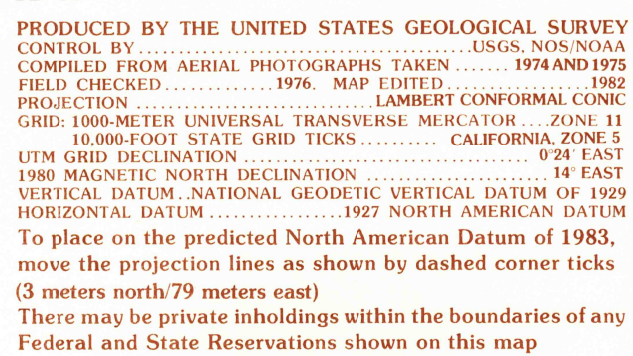 PRODUCED BY THE UNITED STATES GEOLOGICAL SURVEY
CONTROL BY ........................................USGS, NOS/NOAA
COMPILED FROM AERIAL PHOTOGRAPHS TAKEN ....... 1974 AND 1975
FIELD CHECKED.............1976. MAP EDITED..................1982
PROJECTION .............................LAMBERT CONFORMAL CONIC
GRID: 1000-METER UNIVERSAL TRANSVERSE MERCATOR ....ZONE 11
10,000-FOOT STATE GRID TICKS.......... CALIFORNIA, ZONE 5
UTM GRID DECLINATION .................................. 0°24′ EAST
1980 MAGNETIC NORTH DECLINATION ...................... 14° EAST
VERTICAL DATUM..NATIONAL GEODETIC VERTICAL DATUM OF 1929
HORIZONTAL DATUM ................1927 NORTH AMERICAN DATUM
To place on the predicted North American Datum of 1983,
move the projection lines as shown by dashed corner ticks
(3 meters north/79 meters east)
There may be private inholdings within the boundaries of any
Federal and State Reservations shown on this map